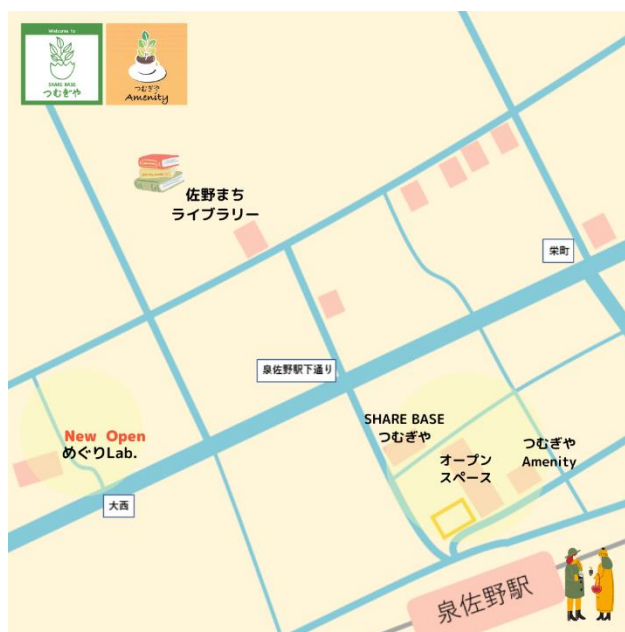 Welcome to
SHARE BASE
つむぎや
つむぎや
Amenity
佐野まち
ライブラリー
栄町
泉佐野駅下通り
SHARE BASE
つむぎや
つむぎや
Amenity
オープン
スペース
New Open
めぐりLab.
大西
泉佐野駅